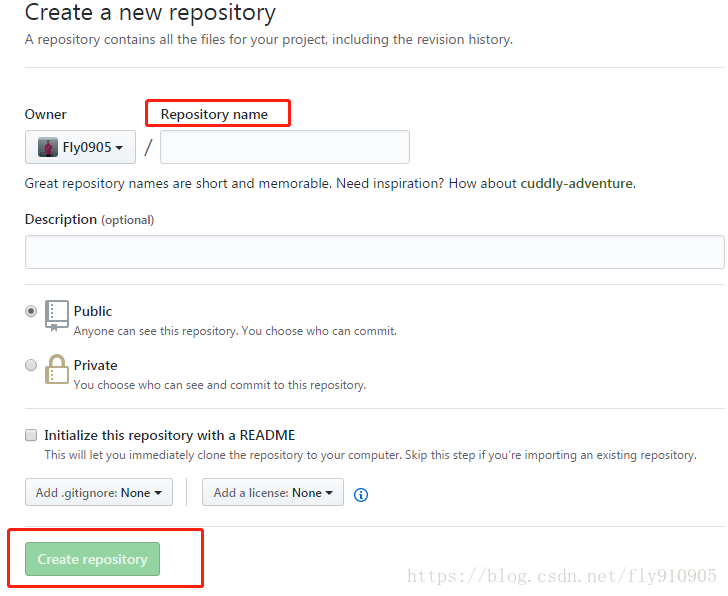 Create a new repository
A repository contains all the files for your project, including the revision history.
Owner Repository name
Fly0905 /
Great repository names are short and memorable. Need inspiration? How about cuddly-adventure.
Description (optional)
Public
Anyone can see this repository. You choose who can commit.
Private
You choose who can see and commit to this repository.
Initialize this repository with a README
This will let you immediately clone the repository to your computer. Skip this step if you're importing an existing repository.
Add .gitignore: None Add a license: None
Create repository
https://blog.csdn.net/fly910905